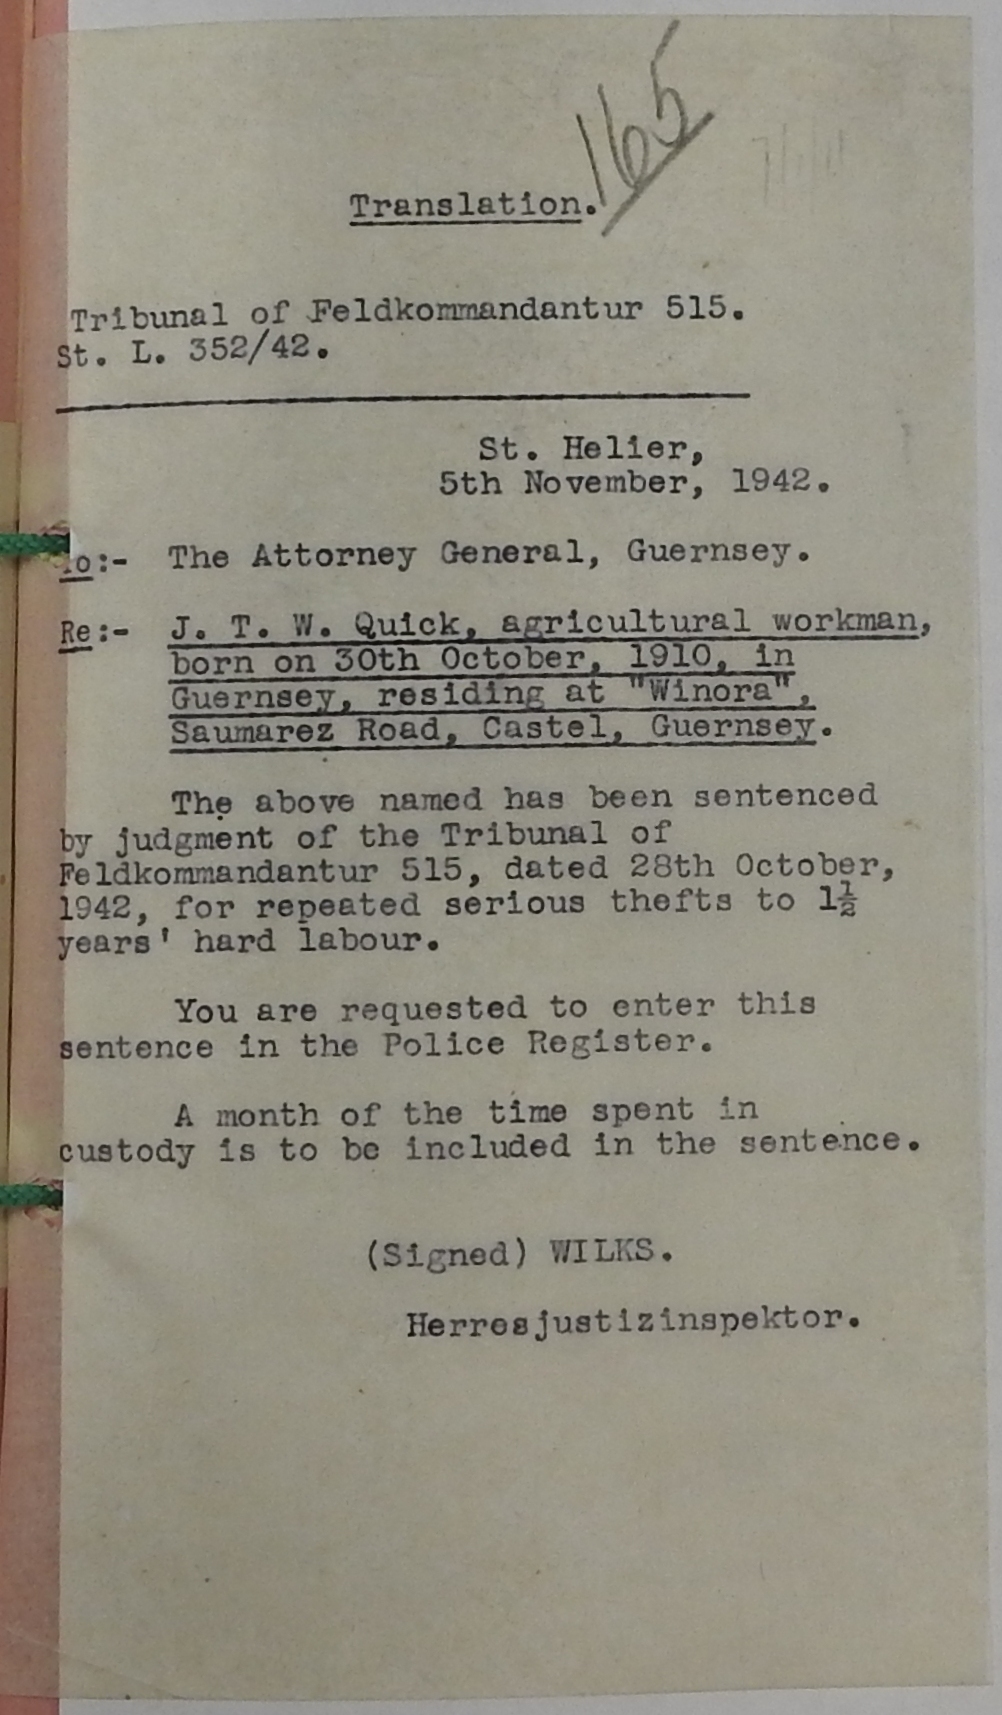 165
Translation.
Tribunal of Feldkommandantur 515.
St. L. 352/42.
St. Helier,
5th November, 1942.
To:- The Attorney General, Guernsey.
Re:- J. T. W. Quick, agricultural workman,
born on 30th October, 1910, in
Guernsey, residing at "Winora",
Saumarez Road, Castel, Guernsey.
The above named has been sentenced
by judgment of the Tribunal of
Feldkommandantur 515, dated 28th October,
1942, for repeated serious thefts to 1½
years' hard labour.
You are requested to enter this
sentence in the Police Register.
A month of the time spent in
custody is to be included in the sentence.
(Signed) WILKS.
Herresjustizinspektor.